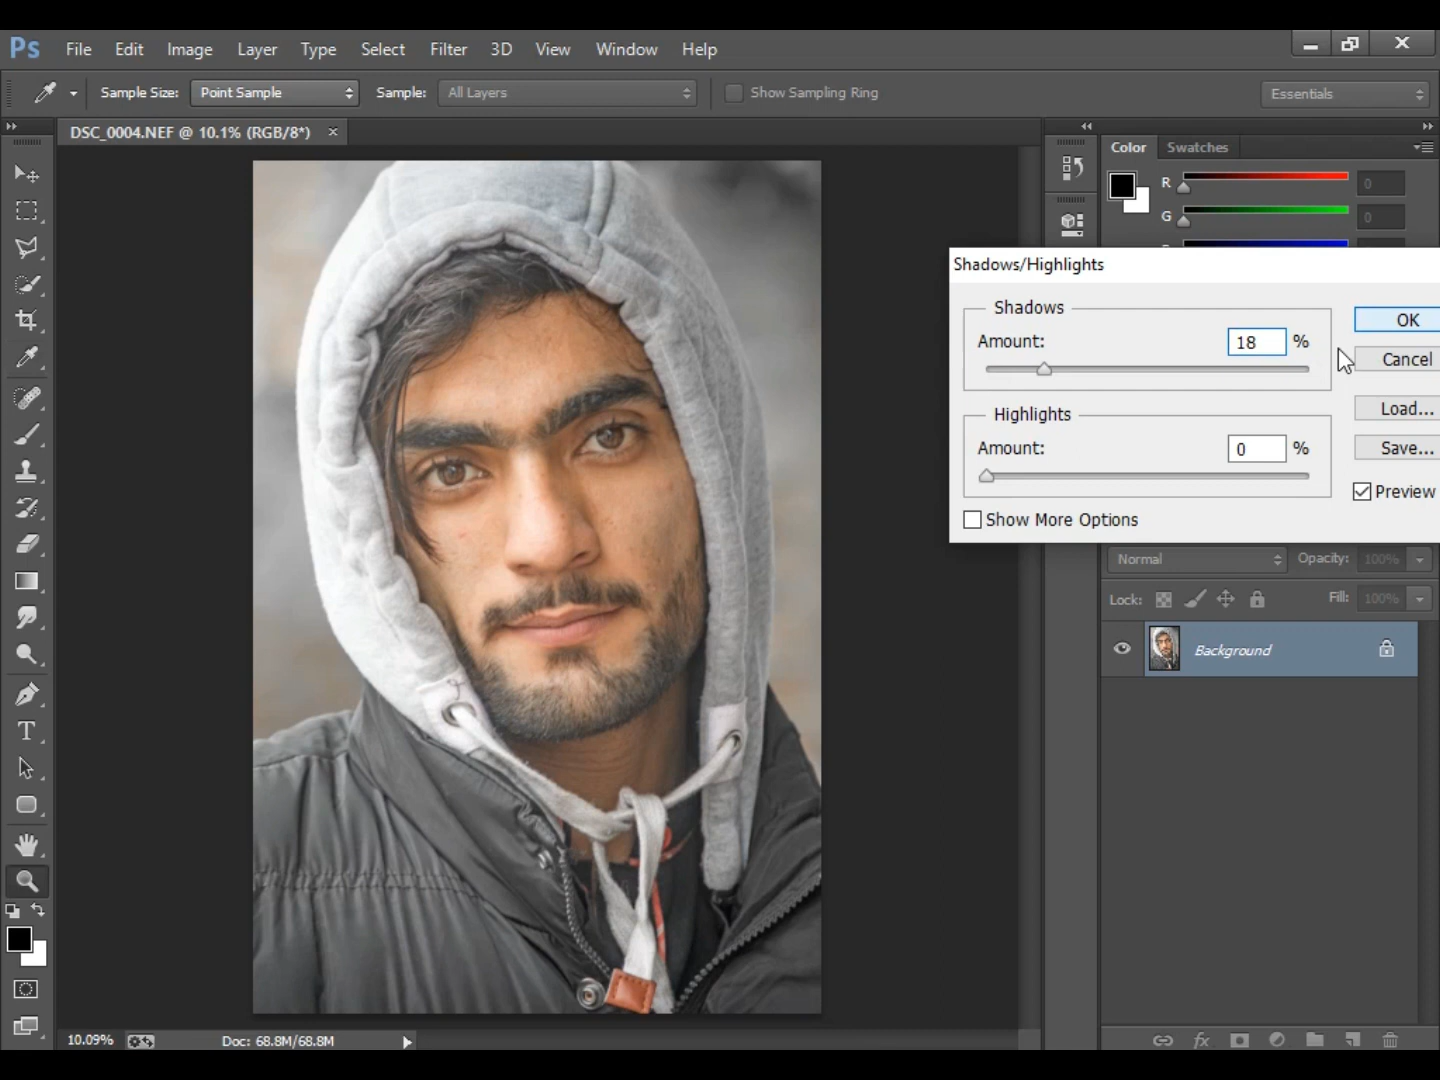 Ps File Edit Image Layer Type Select Filter 3D View Window Help
Sample Size: Point Sample Sample: All Layers Show Sampling Ring Essentials
DSC_0004.NEF @ 10.1% (RGB/8*) ×
Color Swatches
R 0
G 0
Shadows/Highlights
Shadows
Amount: 18 %
OK
Cancel
Highlights
Amount: 0 %
Load...
Save...
Preview
Show More Options
Normal Opacity: 100%
Lock: Fill: 100%
Background
10.09% Doc: 68.8M/68.8M